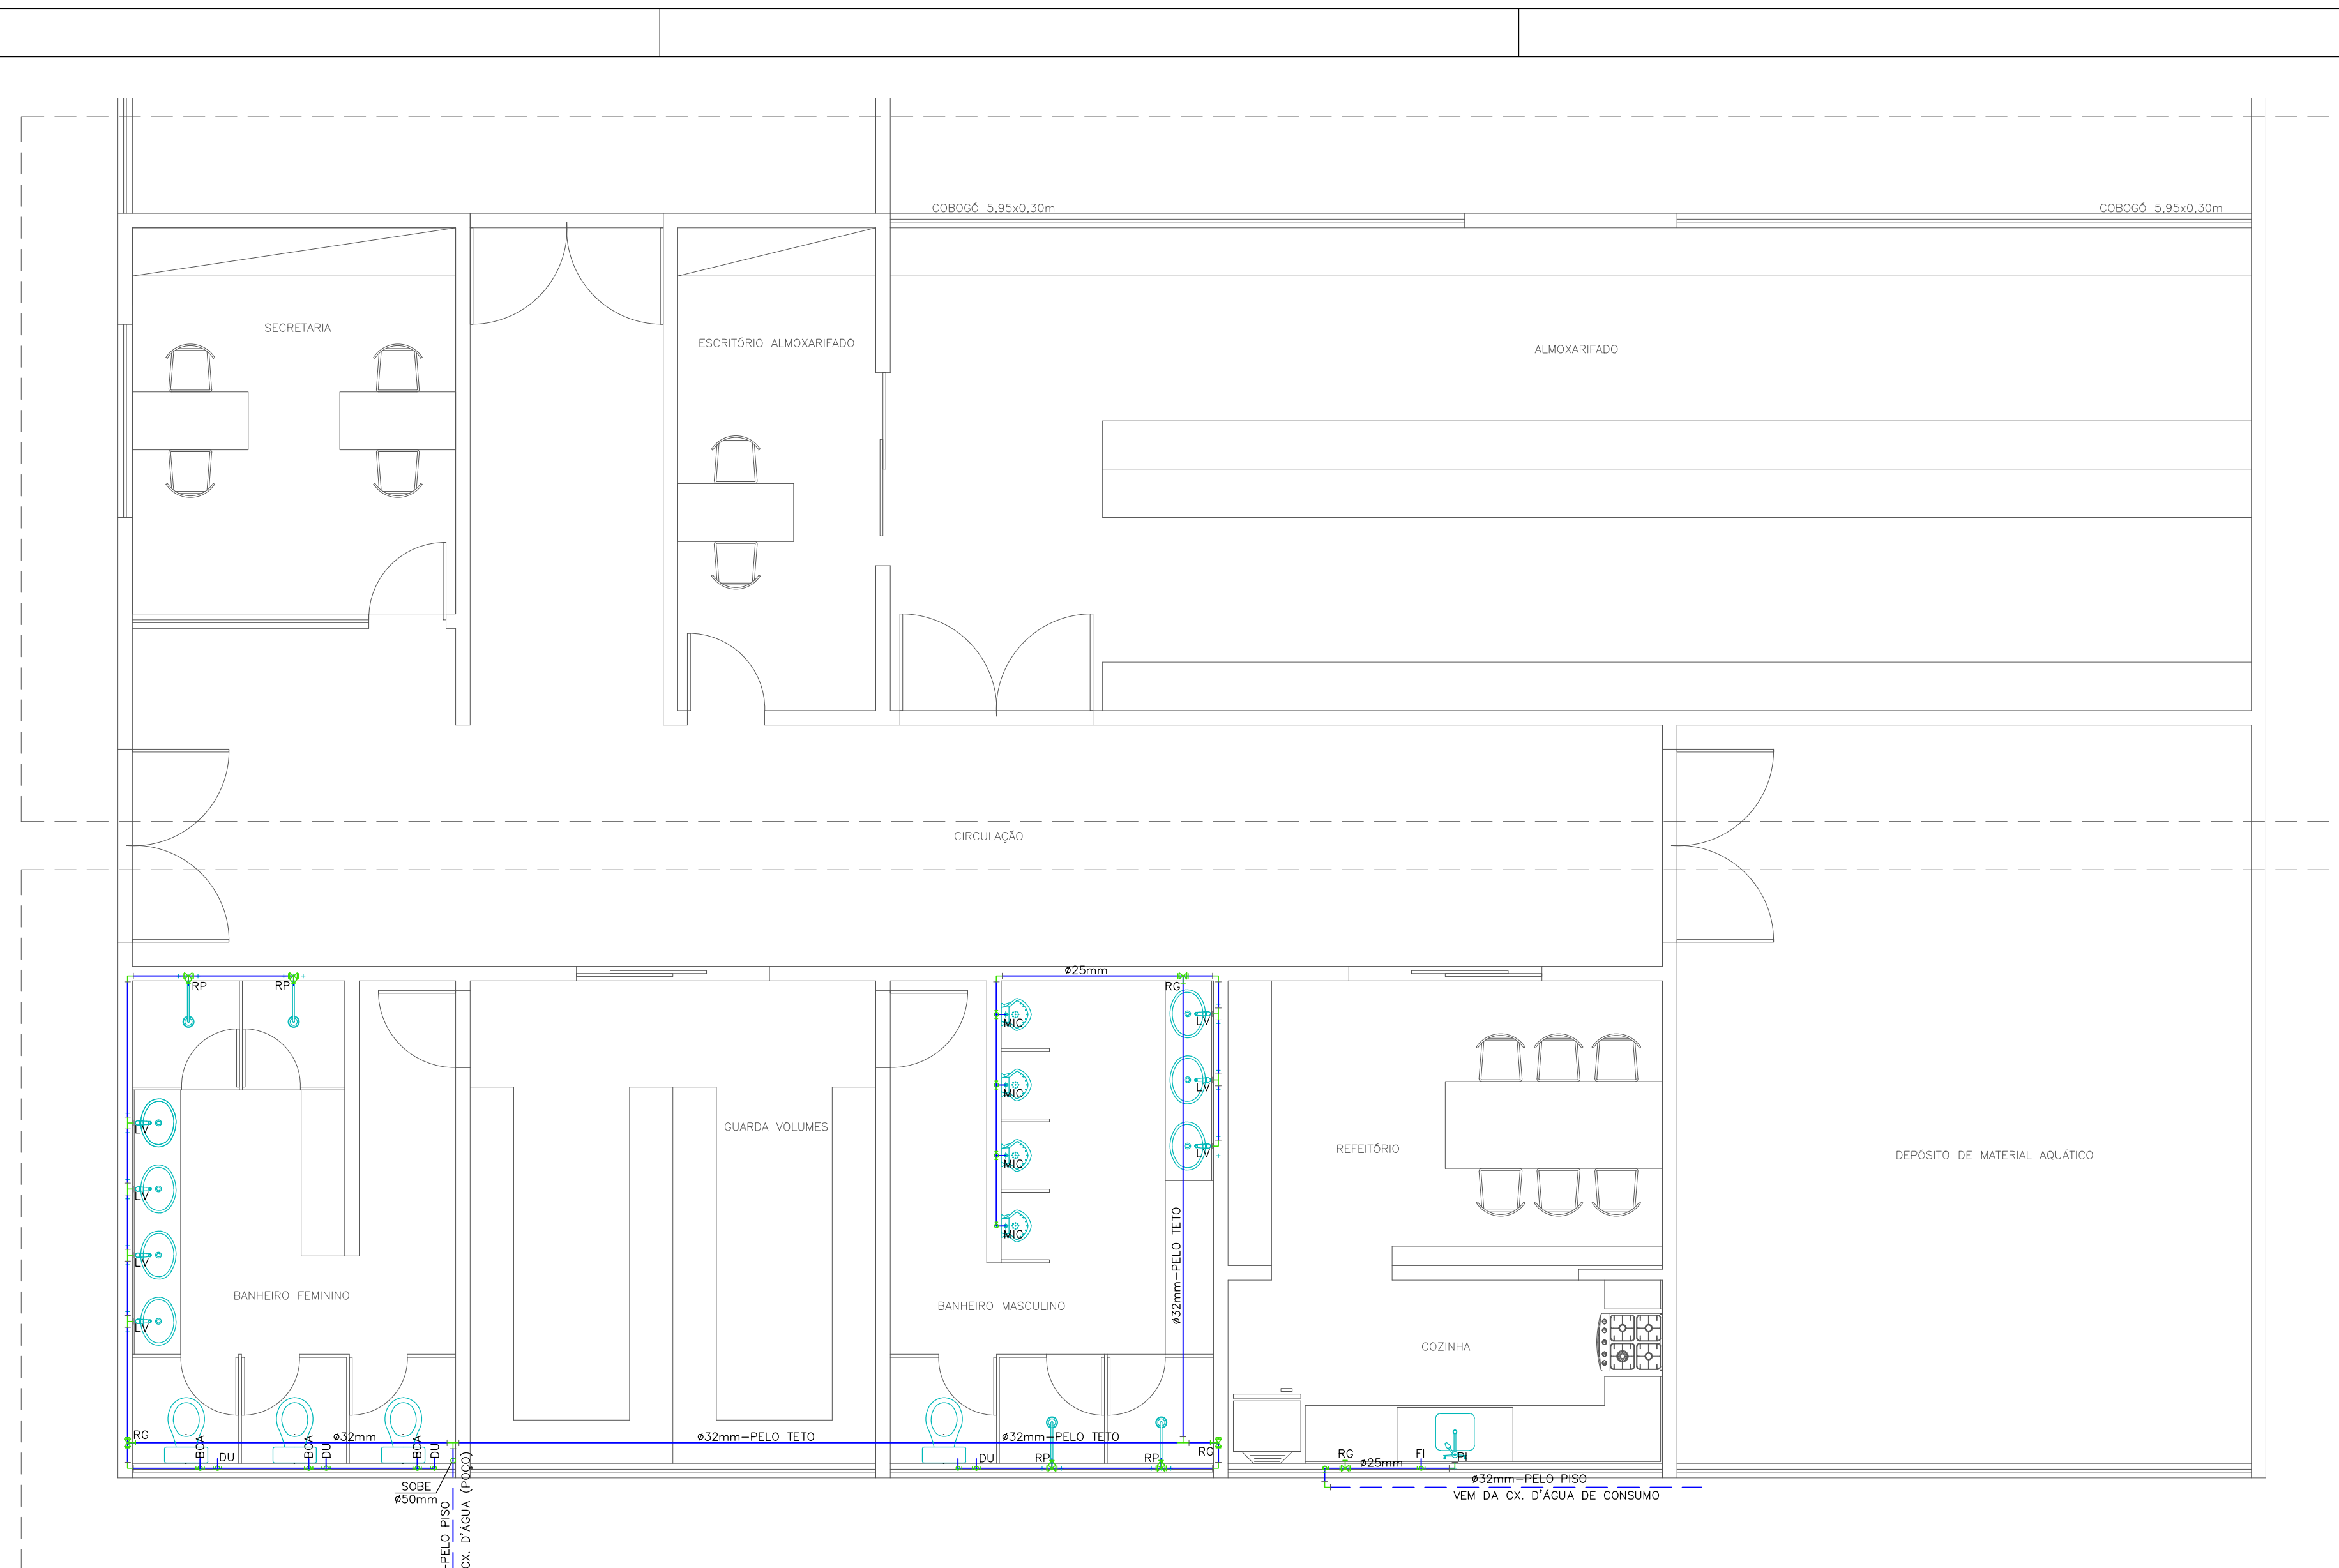 COBOGÓ 5,95x0,30m
COBOGÓ 5,95x0,30m
SECRETARIA
ESCRITÓRIO ALMOXARIFADO
ALMOXARIFADO
CIRCULAÇÃO
RP
RP
ø25mm
RG
LV
LV
LV
MIC
MIC
MIC
MIC
LV
LV
LV
LV
GUARDA VOLUMES
REFEITÓRIO
DEPÓSITO DE MATERIAL AQUÁTICO
ø32mm-PELO TETO
BANHEIRO FEMININO
BANHEIRO MASCULINO
COZINHA
RG
BCA
DU
BCA
DU
ø32mm
BCA
DU
ø32mm-PELO TETO
ø32mm-PELO TETO
DU
RP
RP
RG
RG
ø25mm
FI
PI
ø32mm-PELO PISO
VEM DA CX. D'ÁGUA DE CONSUMO
SOBE
ø50mm
-PELO PISO
CX. D'ÁGUA (POÇO)